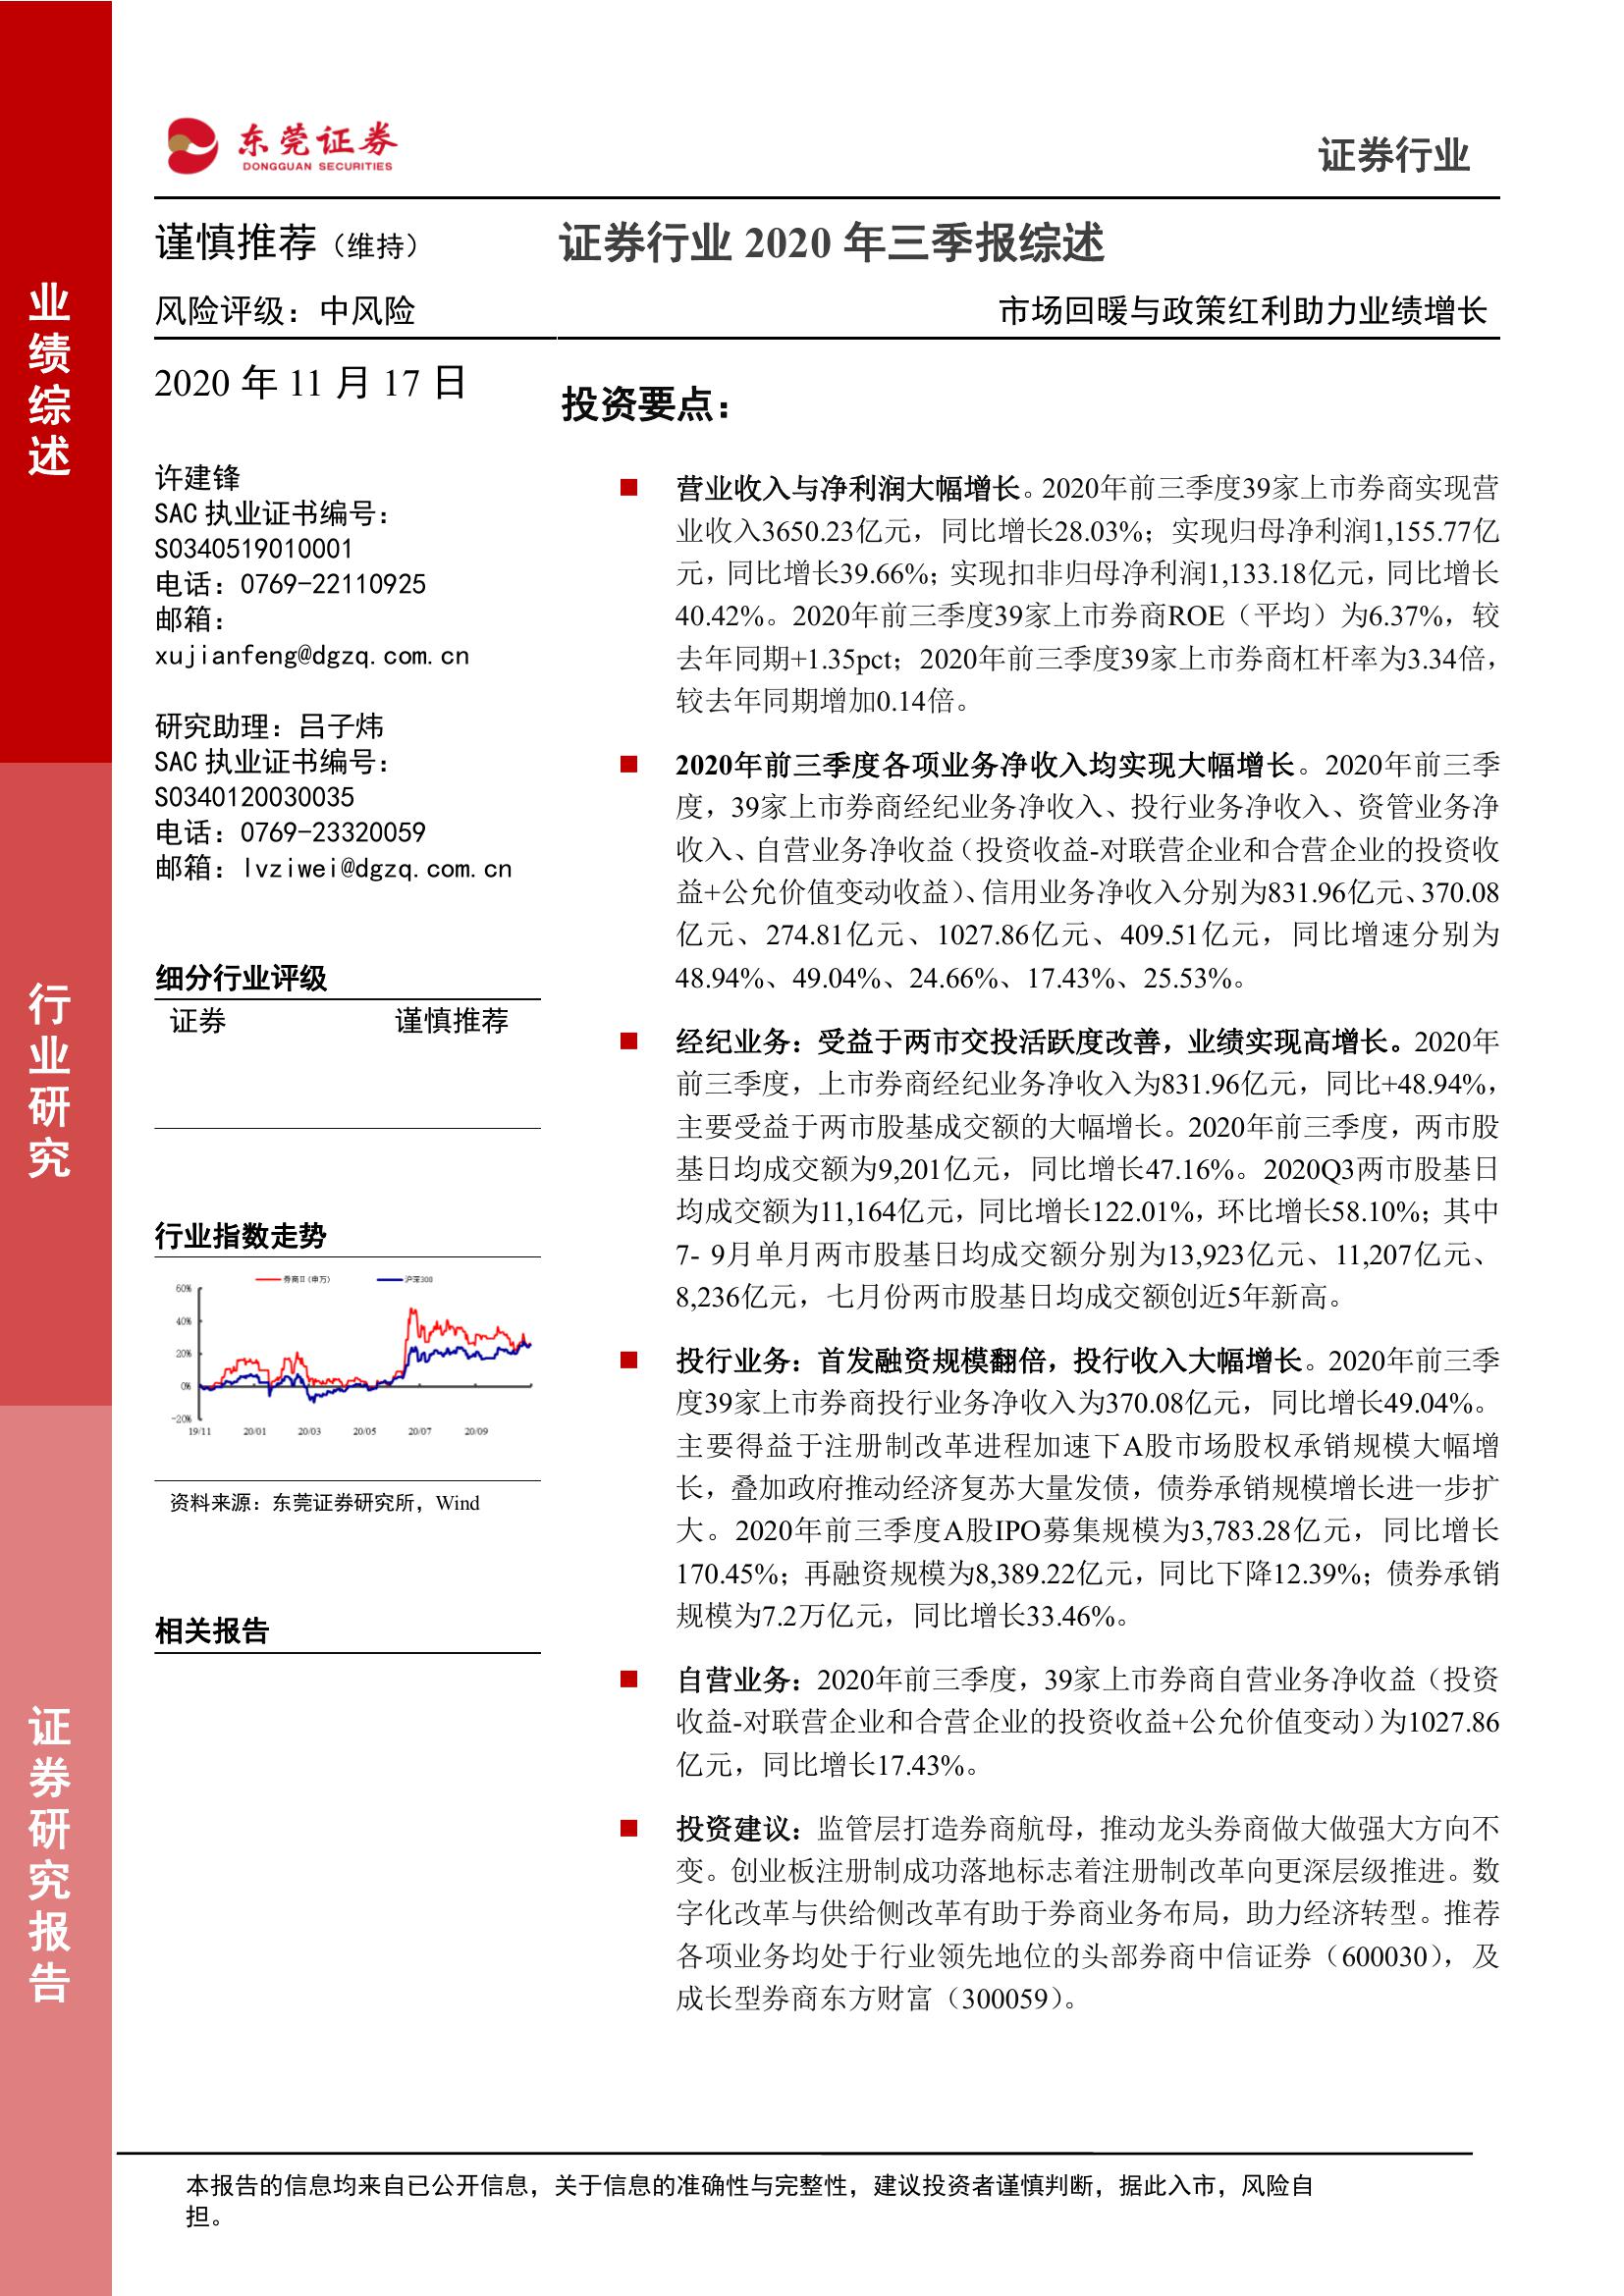 东莞证券
DONGGUAN SECURITIES
证券行业
谨慎推荐（维持）
证券行业 2020 年三季报综述
风险评级：中风险
市场回暖与政策红利助力业绩增长
2020 年 11 月 17 日
许建锋
SAC 执业证书编号：
S0340519010001
电话：0769-22110925
邮箱：
xujianfeng@dgzq.com.cn
研究助理：吕子炜
SAC 执业证书编号：
S0340120030035
电话：0769-23320059
邮箱：lvziwei@dgzq.com.cn
细分行业评级
证券 谨慎推荐
行业指数走势
券商Ⅱ(申万) 沪深300
60%
40%
20%
0%
-20%
19/11 20/01 20/03 20/05 20/07 20/09
资料来源：东莞证券研究所，Wind
相关报告
投资要点：
营业收入与净利润大幅增长。2020年前三季度39家上市券商实现营
业收入3650.23亿元，同比增长28.03%；实现归母净利润1,155.77亿
元，同比增长39.66%；实现扣非归母净利润1,133.18亿元，同比增长
40.42%。2020年前三季度39家上市券商ROE（平均）为6.37%，较
去年同期+1.35pct；2020年前三季度39家上市券商杠杆率为3.34倍，
较去年同期增加0.14倍。
2020年前三季度各项业务净收入均实现大幅增长。2020年前三季
度，39家上市券商经纪业务净收入、投行业务净收入、资管业务净
收入、自营业务净收益（投资收益-对联营企业和合营企业的投资收
益+公允价值变动收益）、信用业务净收入分别为831.96亿元、370.08
亿元、274.81亿元、1027.86亿元、409.51亿元，同比增速分别为
48.94%、49.04%、24.66%、17.43%、25.53%。
经纪业务：受益于两市交投活跃度改善，业绩实现高增长。2020年
前三季度，上市券商经纪业务净收入为831.96亿元，同比+48.94%，
主要受益于两市股基成交额的大幅增长。2020年前三季度，两市股
基日均成交额为9,201亿元，同比增长47.16%。2020Q3两市股基日
均成交额为11,164亿元，同比增长122.01%，环比增长58.10%；其中
7- 9月单月两市股基日均成交额分别为13,923亿元、11,207亿元、
8,236亿元，七月份两市股基日均成交额创近5年新高。
投行业务：首发融资规模翻倍，投行收入大幅增长。2020年前三季
度39家上市券商投行业务净收入为370.08亿元，同比增长49.04%。
主要得益于注册制改革进程加速下A股市场股权承销规模大幅增
长，叠加政府推动经济复苏大量发债，债券承销规模增长进一步扩
大。2020年前三季度A股IPO募集规模为3,783.28亿元，同比增长
170.45%；再融资规模为8,389.22亿元，同比下降12.39%；债券承销
规模为7.2万亿元，同比增长33.46%。
自营业务：2020年前三季度，39家上市券商自营业务净收益（投资
收益-对联营企业和合营企业的投资收益+公允价值变动）为1027.86
亿元，同比增长17.43%。
投资建议：监管层打造券商航母，推动龙头券商做大做强大方向不
变。创业板注册制成功落地标志着注册制改革向更深层级推进。数
字化改革与供给侧改革有助于券商业务布局，助力经济转型。推荐
各项业务均处于行业领先地位的头部券商中信证券（600030），及
成长型券商东方财富（300059）。
业绩综述
行业研究
证券研究报告
本报告的信息均来自已公开信息，关于信息的准确性与完整性，建议投资者谨慎判断，据此入市，风险自
担。